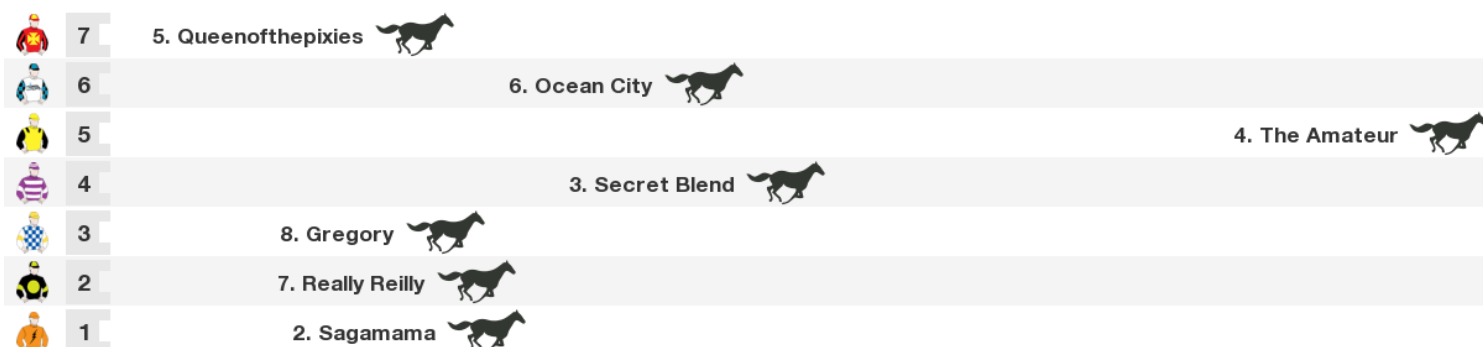 7 5. Queenofthepixies
6 6. Ocean City
5 4. The Amateur
4 3. Secret Blend
3 8. Gregory
2 7. Really Reilly
1 2. Sagamama